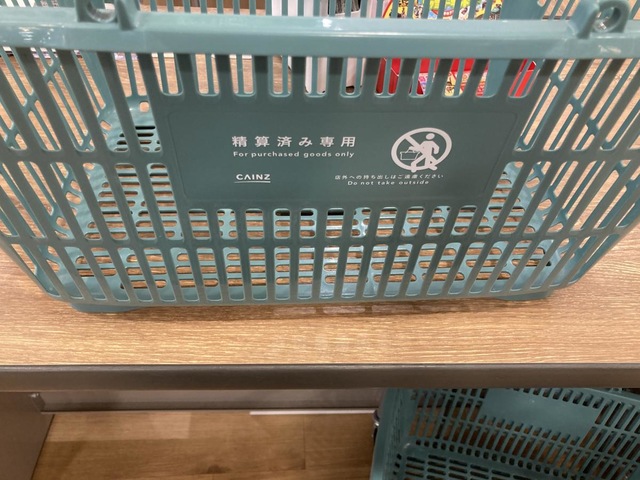 精算済み専用
For purchased goods only
CAINZ
店外への持ち出しはご遠慮ください
Do not take outside